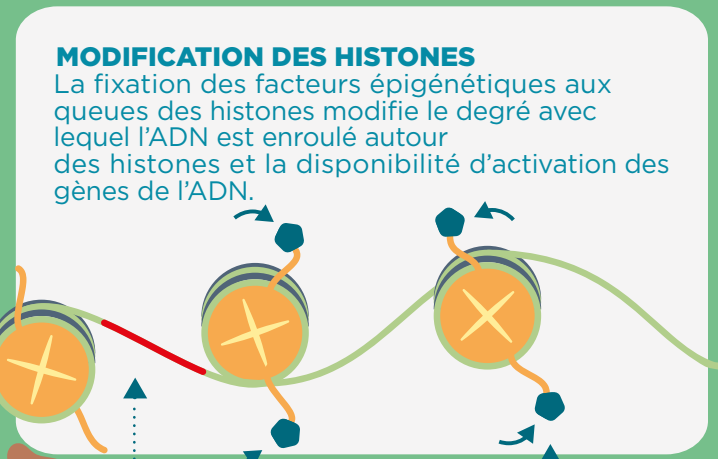 MODIFICATION DES HISTONES
La fixation des facteurs épigénétiques aux
queues des histones modifie le degré avec
lequel l’ADN est enroulé autour
des histones et la disponibilité d’activation des
gènes de l’ADN.